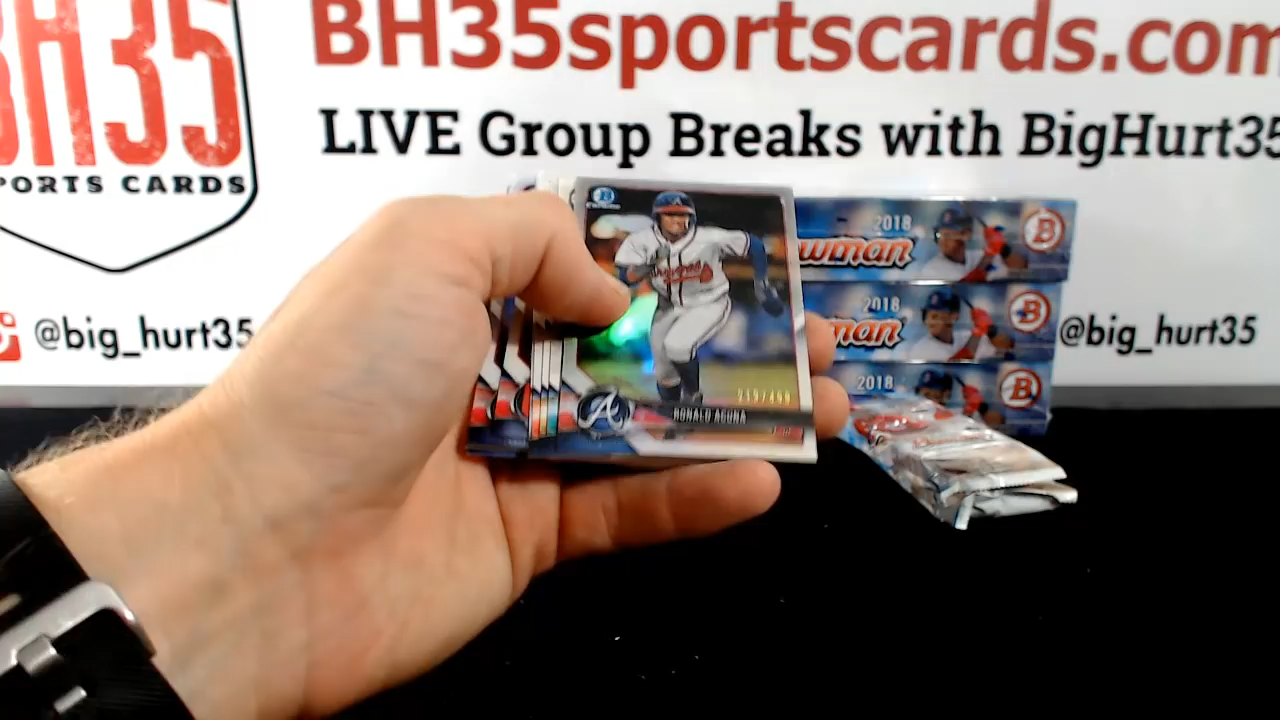 BH35
PORTS CARDS
BH35sportscards.com
LIVE Group Breaks with BigHurt35
@big_hurt35
@big_hurt35
2018
wman
B
2018
man
B
2018
B
B
A
RONALD ACUNA